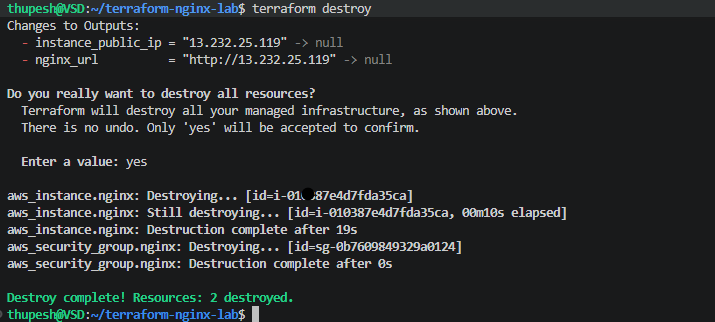 thupesh@VSD:~/terraform-nginx-lab$ terraform destroy
Changes to Outputs:
  - instance_public_ip = "13.232.25.119" -> null
  - nginx_url          = "http://13.232.25.119" -> null
Do you really want to destroy all resources?
  Terraform will destroy all your managed infrastructure, as shown above.
  There is no undo. Only 'yes' will be accepted to confirm.
  Enter a value: yes
aws_instance.nginx: Destroying... [id=i-010387e4d7fda35ca]
aws_instance.nginx: Still destroying... [id=i-010387e4d7fda35ca, 00m10s elapsed]
aws_instance.nginx: Destruction complete after 19s
aws_security_group.nginx: Destroying... [id=sg-0b7609849329a0124]
aws_security_group.nginx: Destruction complete after 0s
Destroy complete! Resources: 2 destroyed.
thupesh@VSD:~/terraform-nginx-lab$